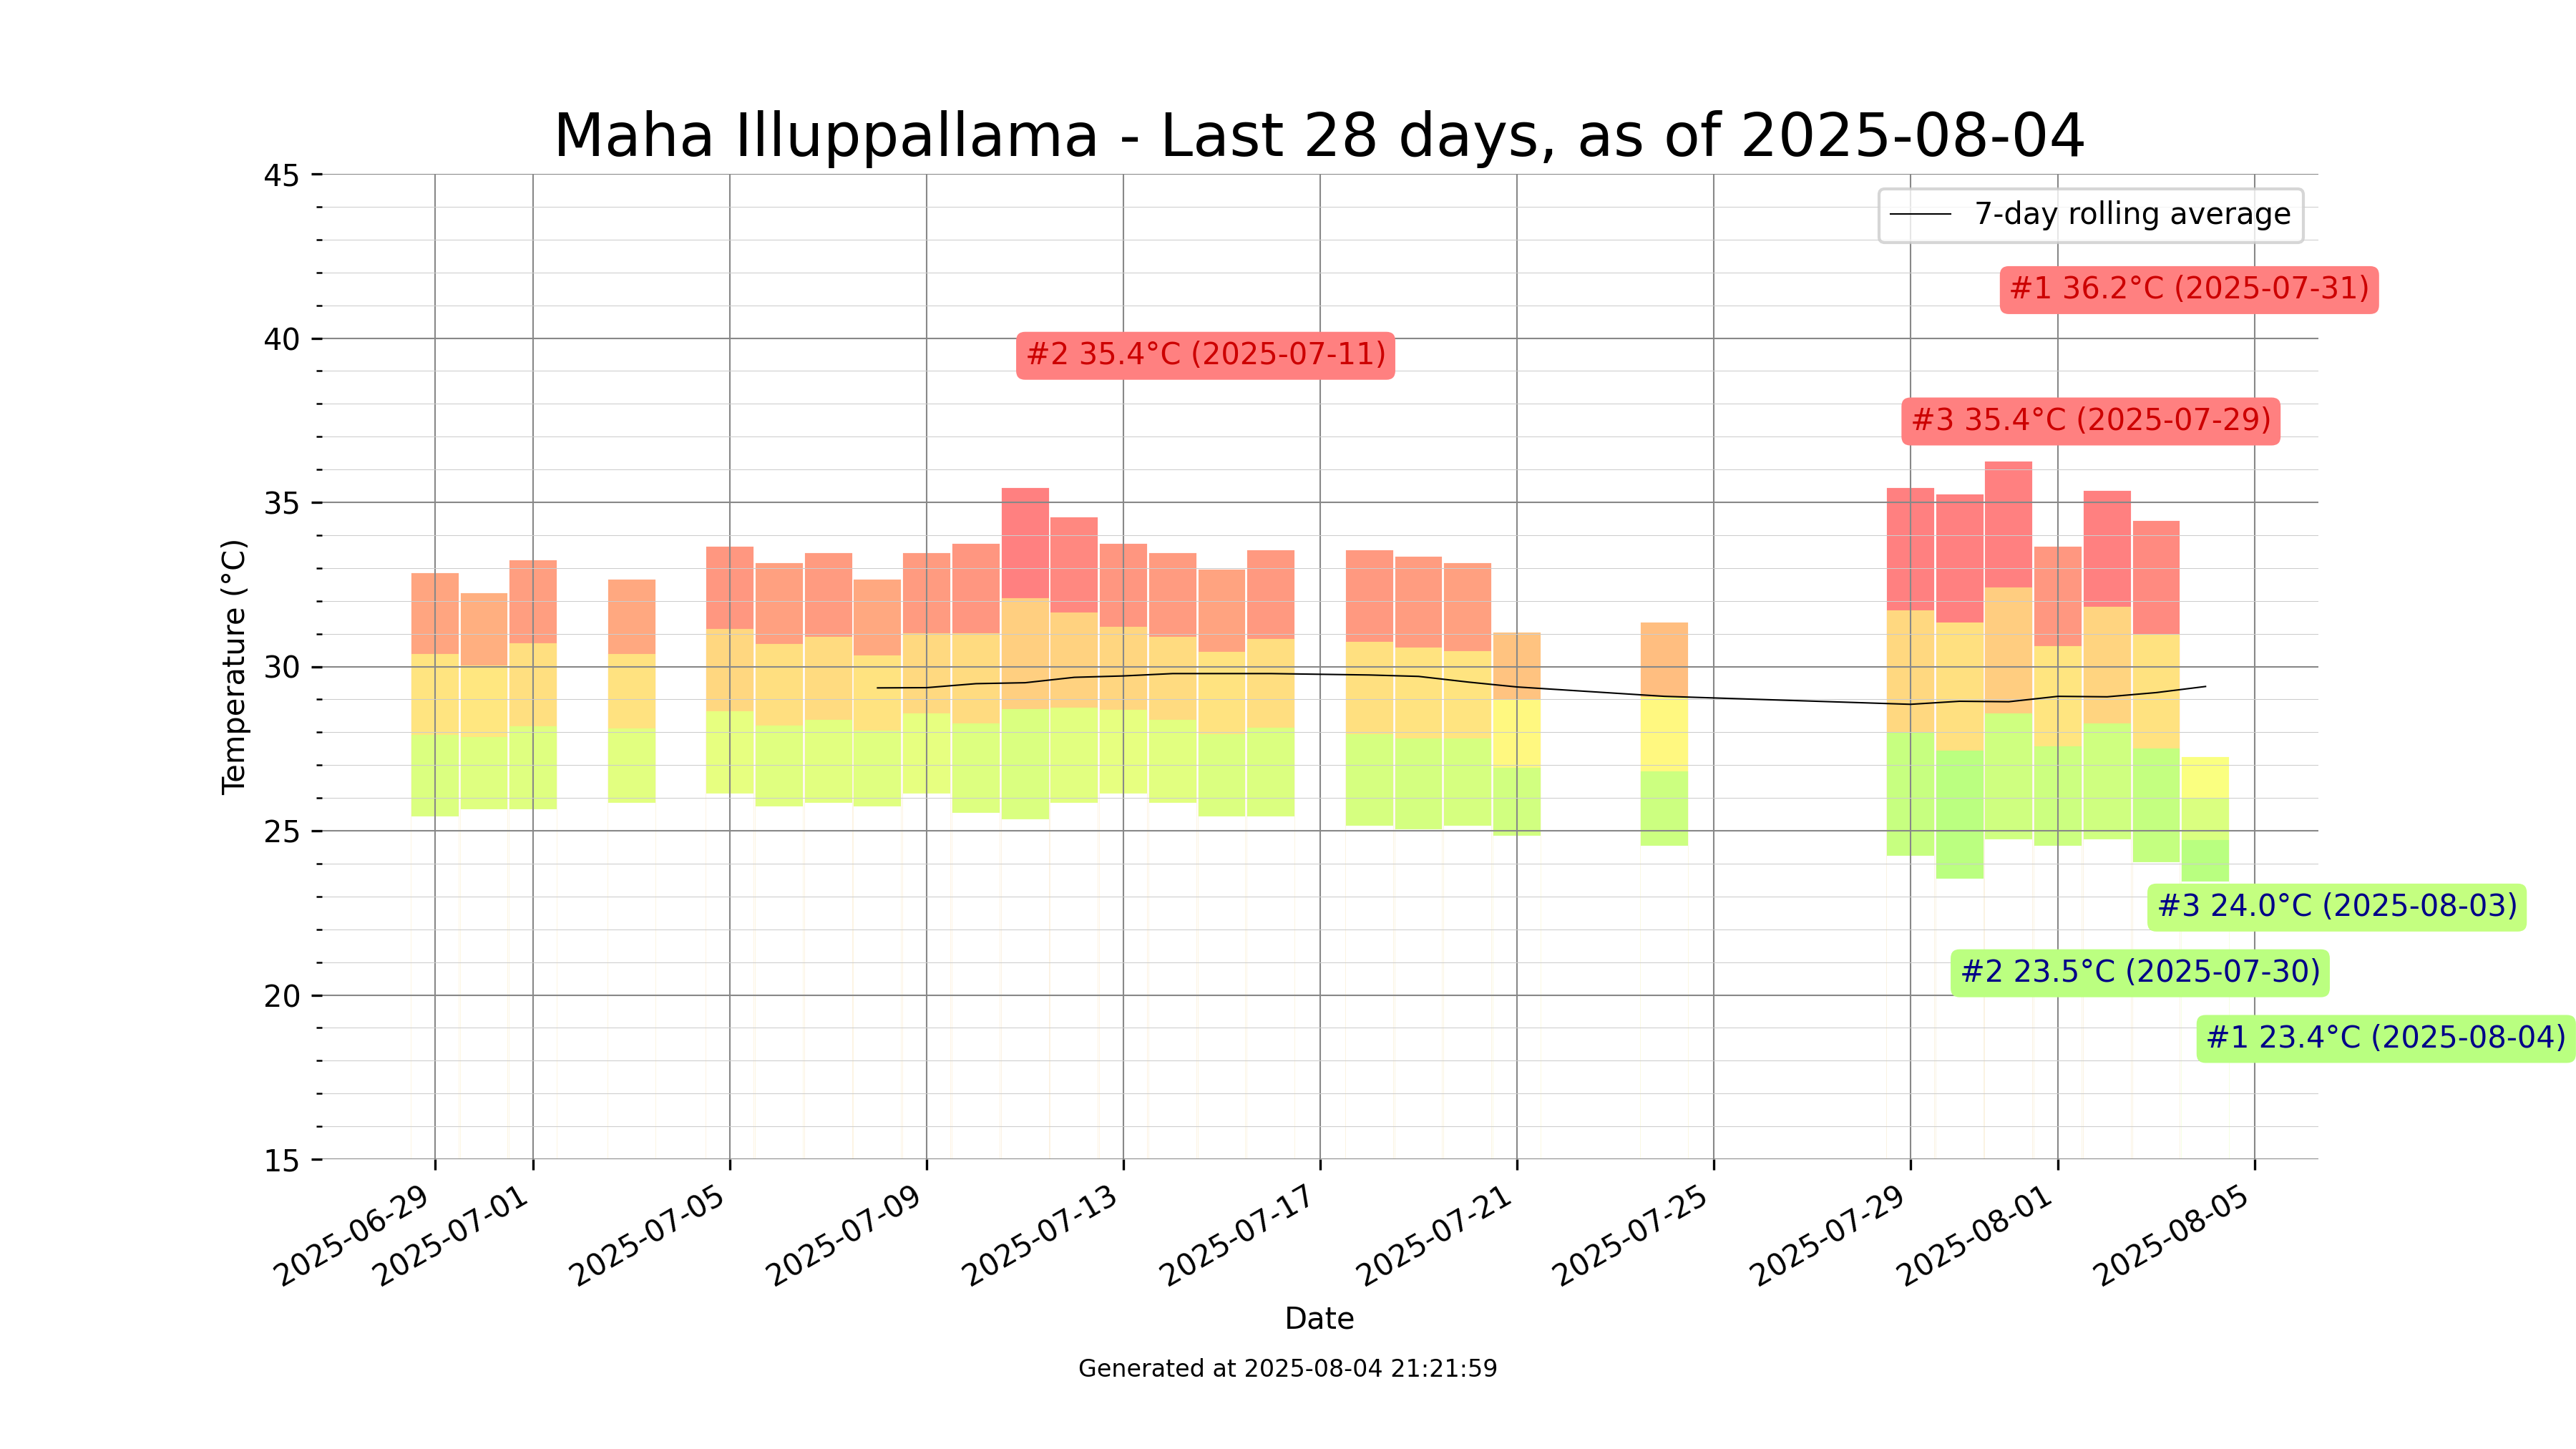 Maha Illuppallama - Last 28 days, as of 2025-08-04
45
7-day rolling average
#1 36.2°C (2025-07-31)
40
#2 35.4°C (2025-07-11)
#3 35.4°C (2025-07-29)
35
Temperature (°C)
30
25
#3 24.0°C (2025-08-03)
#2 23.5°C (2025-07-30)
20
#1 23.4°C (2025-08-04)
15
2025-06-29
2025-07-01
2025-07-05
2025-07-09
2025-07-13
2025-07-17
2025-07-21
2025-07-25
2025-07-29
2025-08-01
2025-08-05
Date
Generated at 2025-08-04 21:21:59